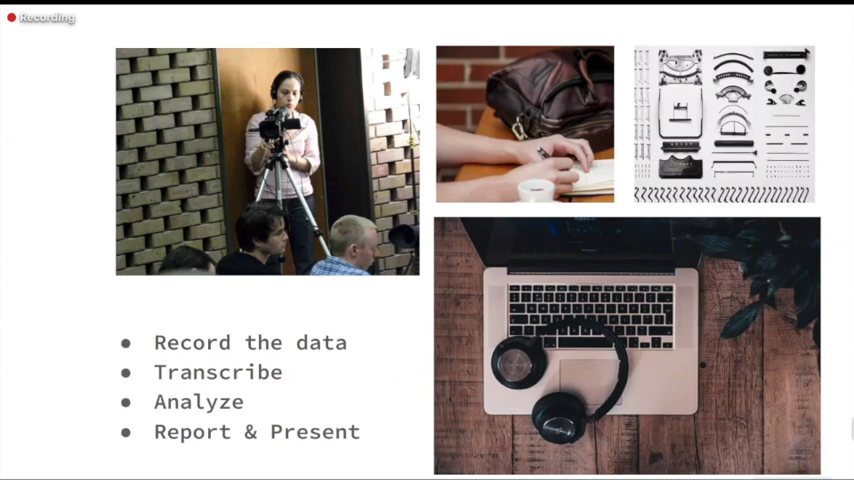 Recording
● Record the data
● Transcribe
● Analyze
● Report & Present